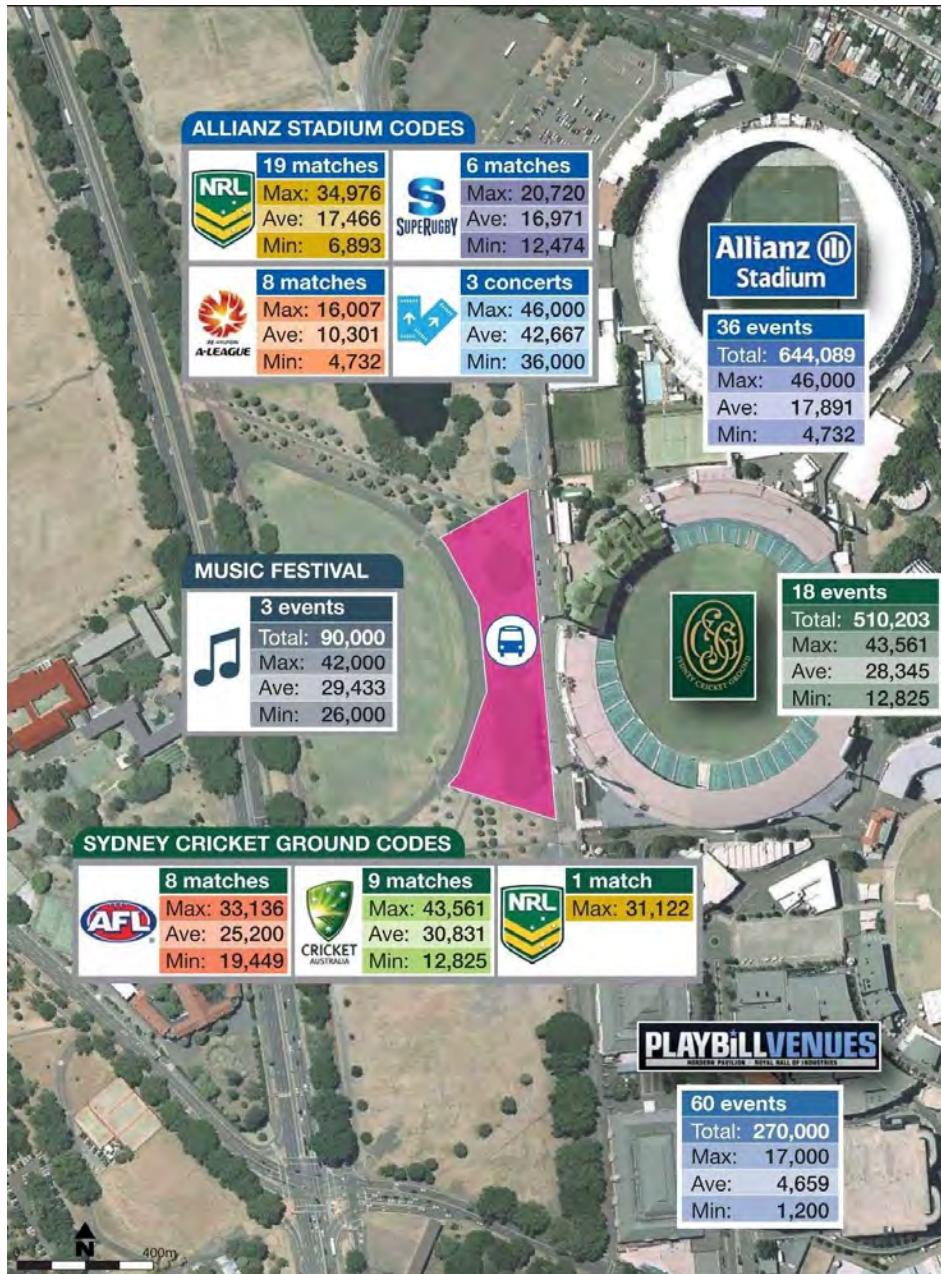 ALLIANZ STADIUM CODES
NRL
19 matches
Max: 34,976
Ave: 17,466
Min: 6,893
SUPERUGBY
6 matches
Max: 20,720
Ave: 16,971
Min: 12,474
A-LEAGUE
8 matches
Max: 16,007
Ave: 10,301
Min: 4,732
3 concerts
Max: 46,000
Ave: 42,667
Min: 36,000
Allianz
Stadium
36 events
Total: 644,089
Max: 46,000
Ave: 17,891
Min: 4,732
MUSIC FESTIVAL
3 events
Total: 90,000
Max: 42,000
Ave: 29,433
Min: 26,000
SYDNEY CRICKET GROUND
18 events
Total: 510,203
Max: 43,561
Ave: 28,345
Min: 12,825
SYDNEY CRICKET GROUND CODES
AFL
8 matches
Max: 33,136
Ave: 25,200
Min: 19,449
CRICKET
AUSTRALIA
9 matches
Max: 43,561
Ave: 30,831
Min: 12,825
NRL
1 match
Max: 31,122
PLAYBiLLVENUES
HORDERN PAVILION - ROYAL HALL OF INDUSTRIES
60 events
Total: 270,000
Max: 17,000
Ave: 4,659
Min: 1,200
N
400m